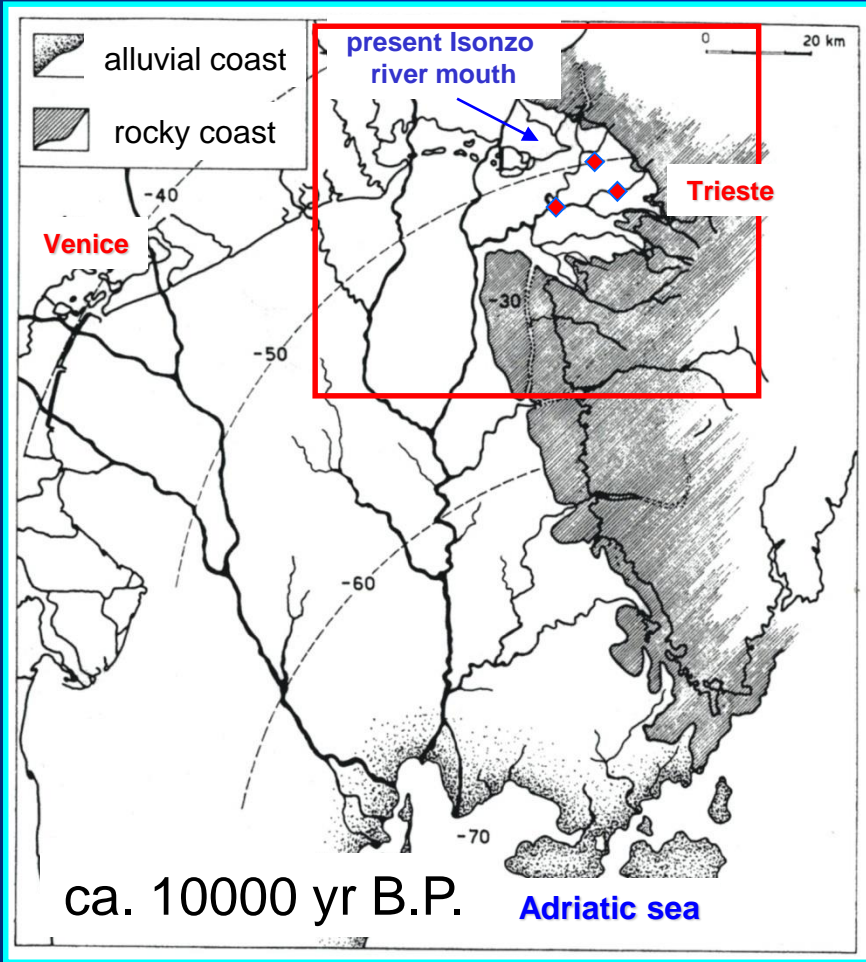 alluvial coast
rocky coast
present Isonzo
river mouth
0 20 km
-40
Venice
Trieste
-30
-50
-60
-70
ca. 10000 yr B.P.
Adriatic sea